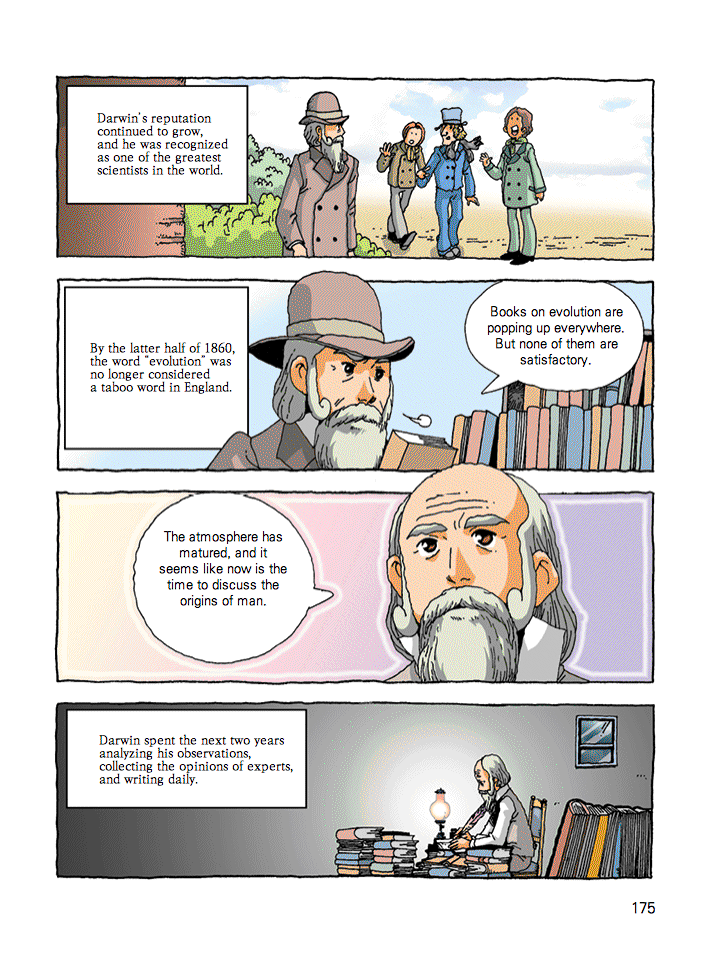 Darwin's reputation
continued to grow,
and he was recognized
as one of the greatest
scientists in the world.
By the latter half of 1860,
the word “evolution” was
no longer considered
a taboo word in England.
Books on evolution are
popping up everywhere.
But none of them are
satisfactory.
The atmosphere has
matured, and it
seems like now is the
time to discuss the
origins of man.
Darwin spent the next two years
analyzing his observations,
collecting the opinions of experts,
and writing daily.
175